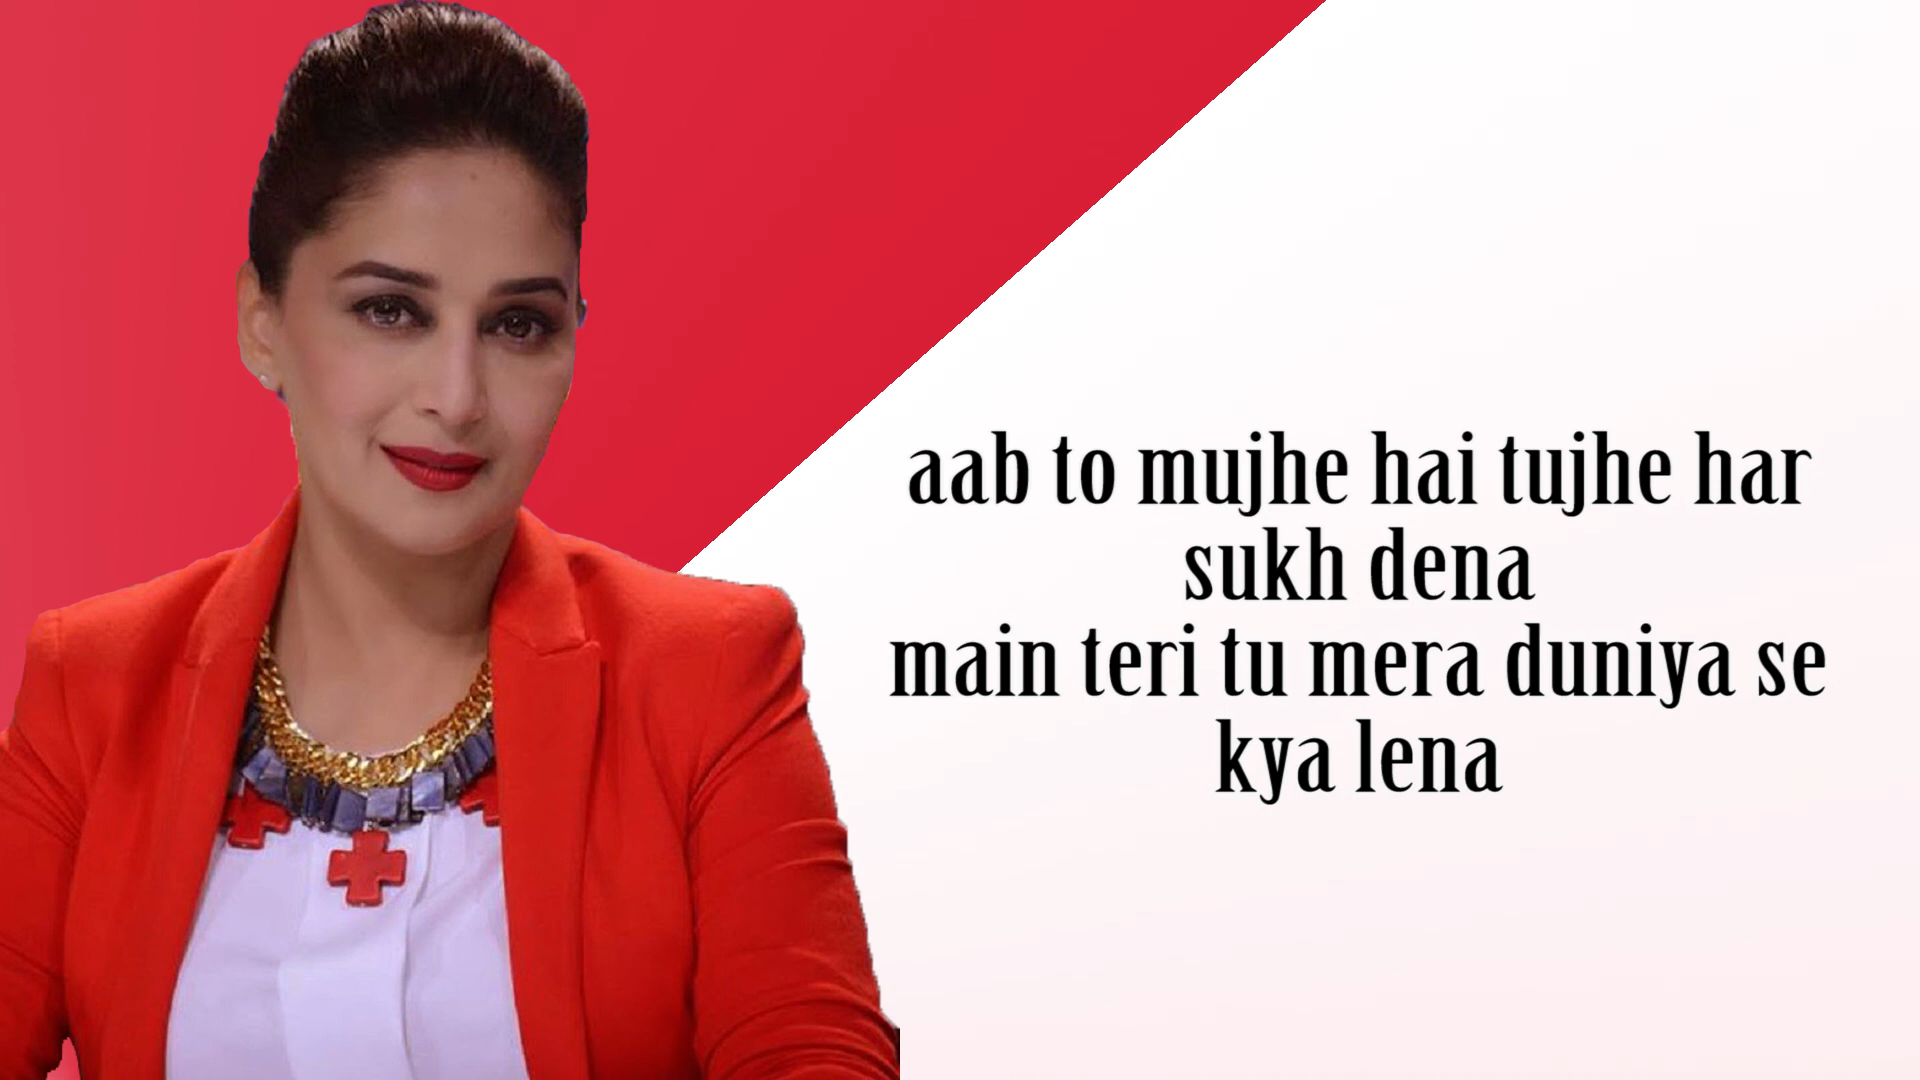 aab to mujhe hai tujhe har
sukh dena
main teri tu mera duniya se
kya lena